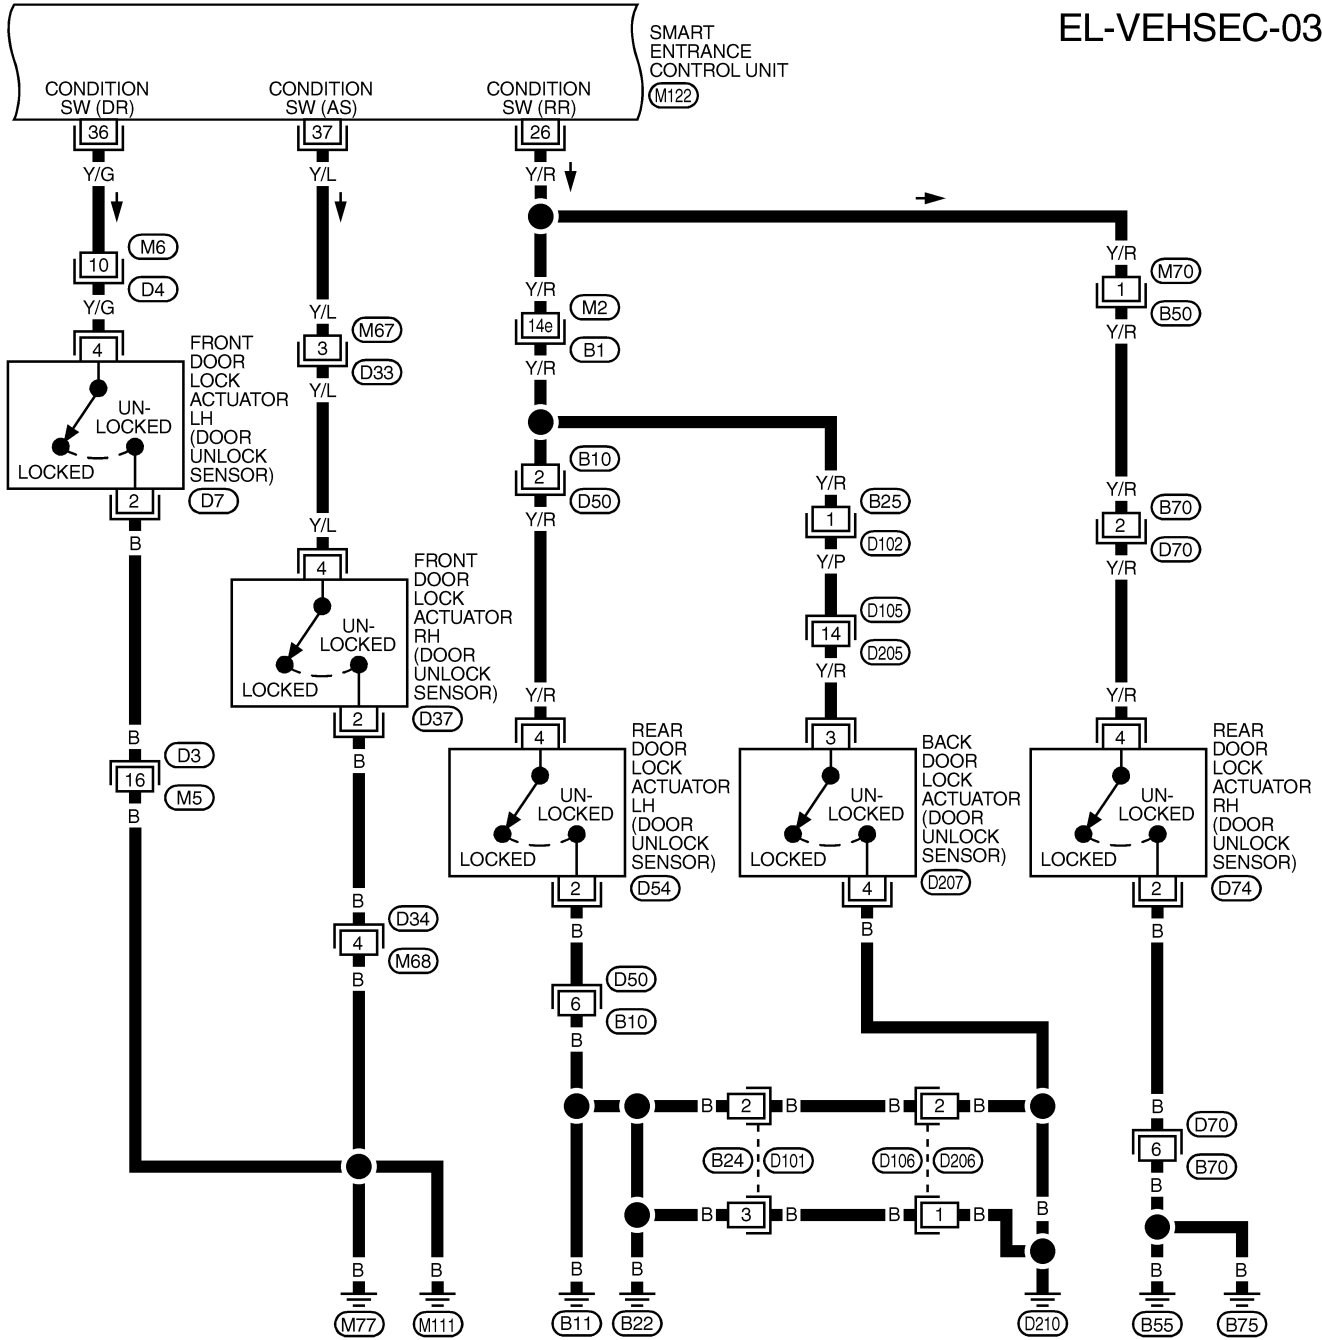 EL-VEHSEC-03
SMART
ENTRANCE
CONTROL UNIT
M122
CONDITION
SW (DR)
CONDITION
SW (AS)
CONDITION
SW (RR)
36
37
26
Y/G
Y/L
Y/R
M6
10
D4
Y/G
4
FRONT
DOOR
LOCK
ACTUATOR
LH
(DOOR
UNLOCK
SENSOR)
D7
UN-
LOCKED
LOCKED
2
B
B
D3
16
M5
B
Y/L
M67
3
D33
Y/L
Y/L
4
FRONT
DOOR
LOCK
ACTUATOR
RH
(DOOR
UNLOCK
SENSOR)
D37
UN-
LOCKED
LOCKED
2
B
B
D34
4
M68
B
B
B
M77
M111
Y/R
M2
14e
B1
Y/R
B10
2
D50
Y/R
Y/R
4
REAR
DOOR
LOCK
ACTUATOR
LH
(DOOR
UNLOCK
SENSOR)
D54
UN-
LOCKED
LOCKED
2
B
D50
6
B10
B
Y/R
B25
1
D102
Y/P
D105
14
D205
Y/R
3
BACK
DOOR
LOCK
ACTUATOR
(DOOR
UNLOCK
SENSOR)
D207
UN-
LOCKED
LOCKED
4
B
Y/R
M70
1
B50
Y/R
Y/R
B70
2
D70
Y/R
Y/R
4
REAR
DOOR
LOCK
ACTUATOR
RH
(DOOR
UNLOCK
SENSOR)
D74
UN-
LOCKED
LOCKED
2
B
B
D70
6
B70
B
B 2 B B 2 B
B24 D101 D106 D206
B 3 B B 1 B
B
B
B
B
B
B11
B22
D210
B55
B75